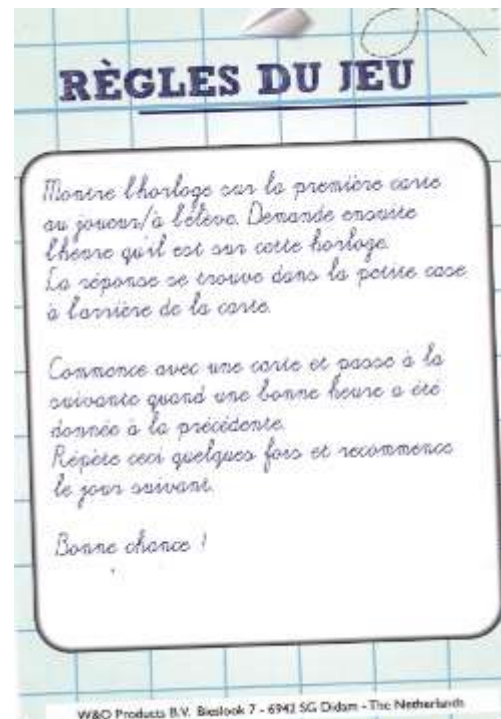 RÈGLES DU JEU
Montre l'horloge sur la première carte
au joueur/à l'élève. Demande ensuite
l'heure qu'il est sur cette horloge.
La réponse se trouve dans la petite case
à l'arrière de la carte.
Commence avec une carte et passe à la
suivante quand une bonne heure a été
donnée à la précédente.
Répète ceci quelques fois et recommence
le jour suivant.
Bonne chance !
W&O Products B.V. Bieslook 7 - 6942 SG Didam - The Netherlands